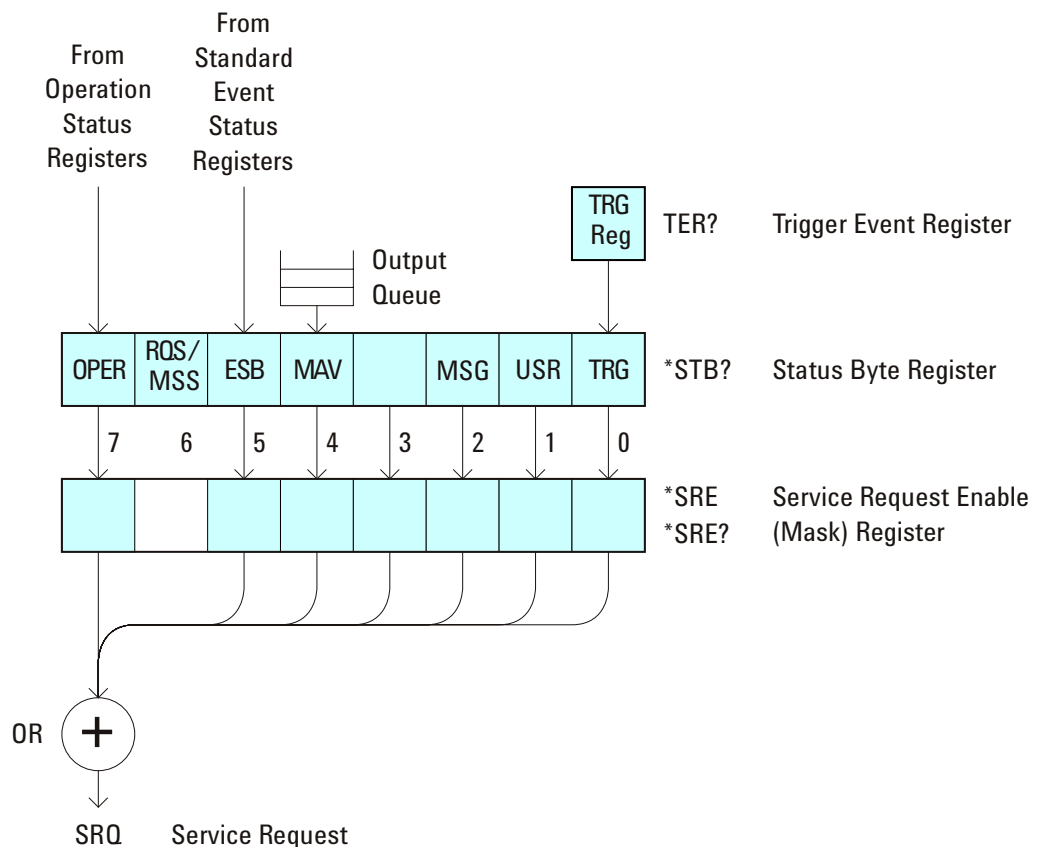 From
Operation
Status
Registers
From
Standard
Event
Status
Registers
TRG
Reg
TER? Trigger Event Register
Output
Queue
OPER RQS/ ESB MAV MSG USR TRG
MSS
*STB? Status Byte Register
7 6 5 4 3 2 1 0
*SRE Service Request Enable
*SRE? (Mask) Register
OR +
SRQ Service Request